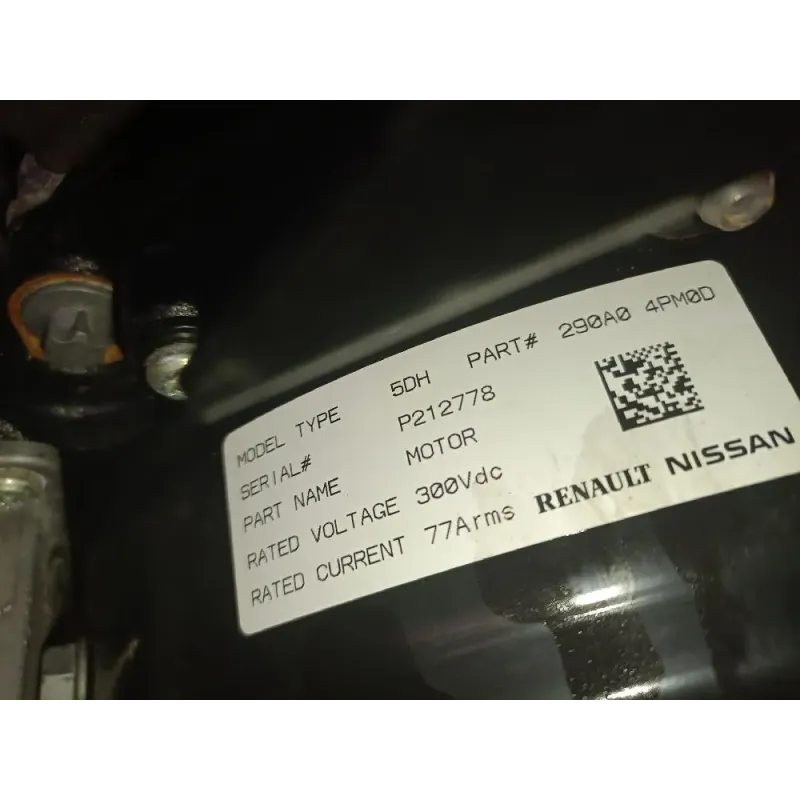 MODEL TYPE 5DH PART# 290A0 4PM0D
SERIAL# P212778
PART NAME MOTOR
RATED VOLTAGE 300Vdc
RATED CURRENT 77Arms RENAULT NISSAN